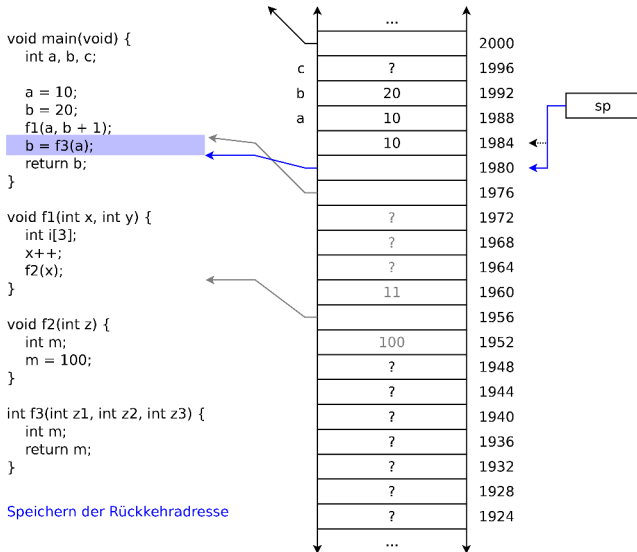 void main(void) {
int a, b, c;
a = 10;
b = 20;
f1(a, b + 1);
b = f3(a);
return b;
}
void f1(int x, int y) {
int i[3];
x++;
f2(x);
}
void f2(int z) {
int m;
m = 100;
}
int f3(int z1, int z2, int z3) {
int m;
return m;
}
Speichern der Rückkehradresse
...
2000
c ? 1996
b 20 1992
a 10 1988
10 1984
1980
1976
? 1972
? 1968
? 1964
11 1960
1956
100 1952
? 1948
? 1944
? 1940
? 1936
? 1932
? 1928
? 1924
...
sp